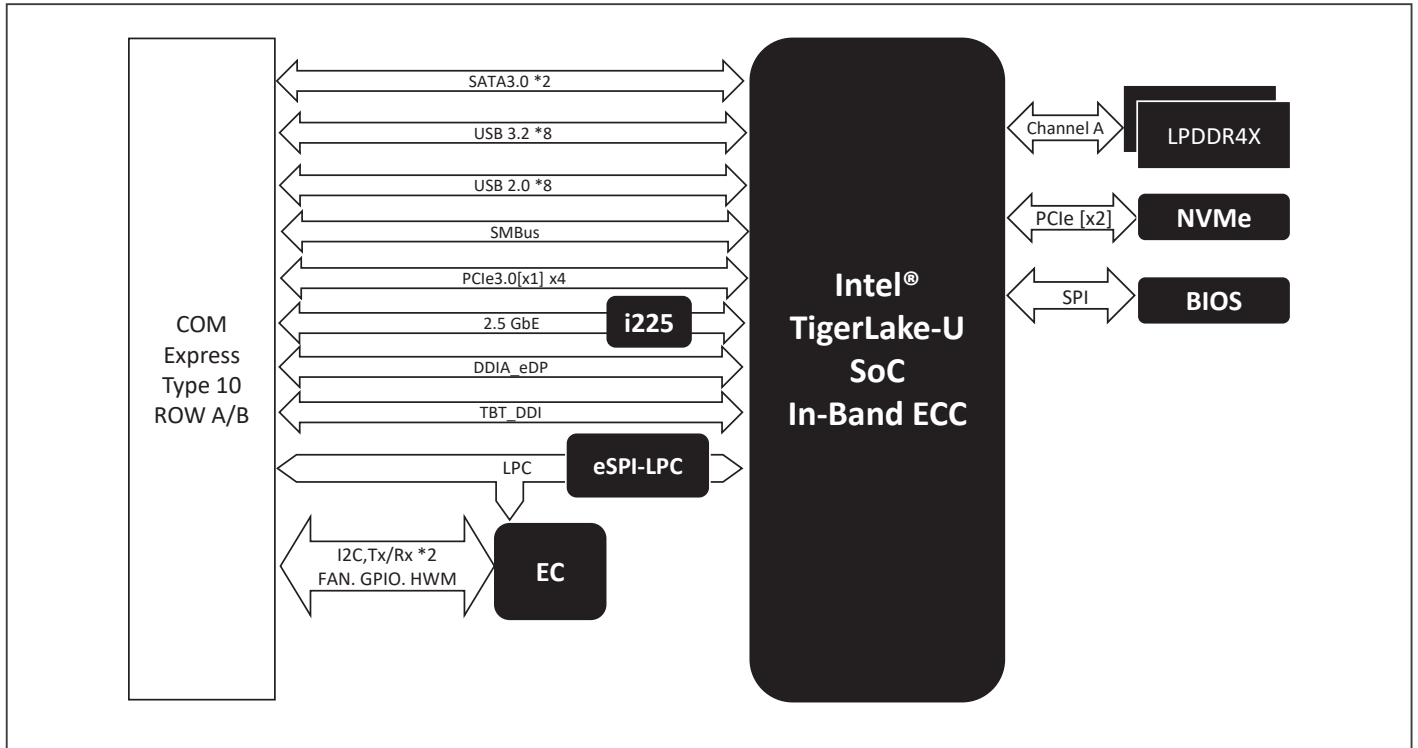 COM
Express
Type 10
ROW A/B
SATA3.0 *2
USB 3.2 *8
USB 2.0 *8
SMBus
PCIe3.0[x1] x4
2.5 GbE
i225
DDIA_eDP
TBT_DDI
LPC
eSPI-LPC
I2C,Tx/Rx *2
FAN. GPIO. HWM
EC
Intel®
TigerLake-U
SoC
In-Band ECC
Channel A
LPDDR4X
PCIe [x2]
NVMe
SPI
BIOS